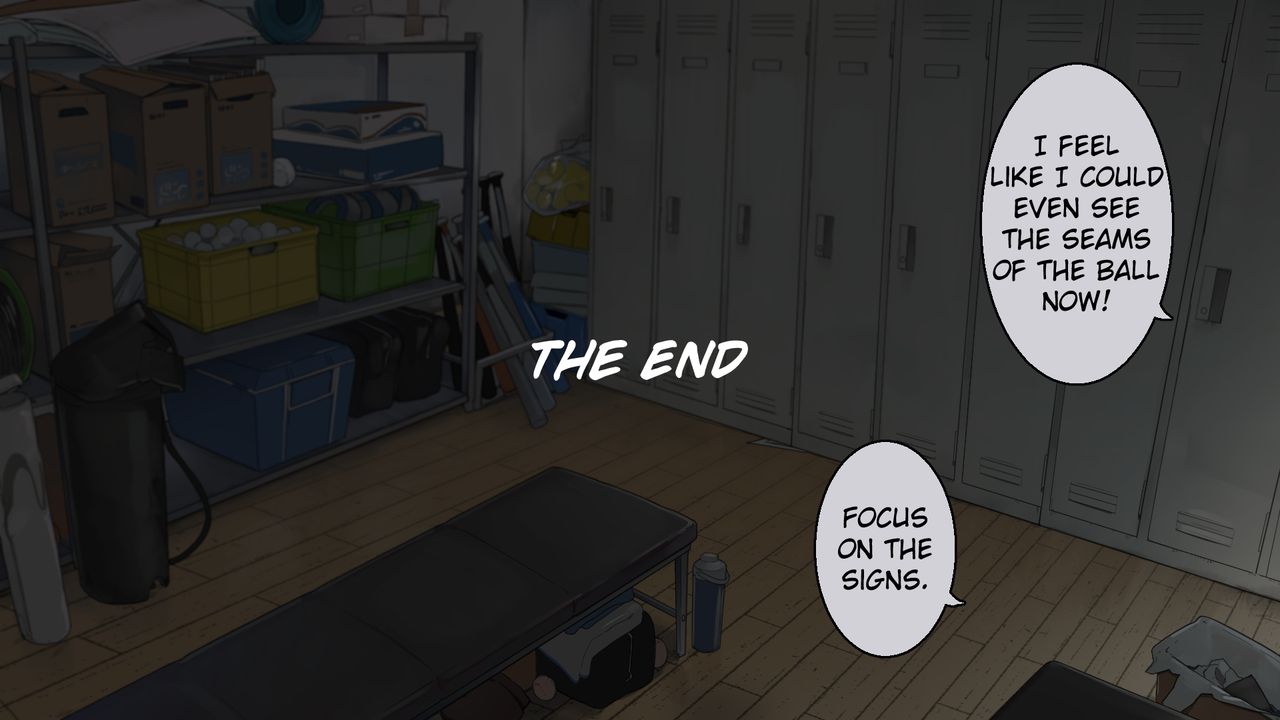 I FEEL
LIKE I COULD
EVEN SEE
THE SEAMS
OF THE BALL
NOW!
THE END
FOCUS
ON THE
SIGNS.